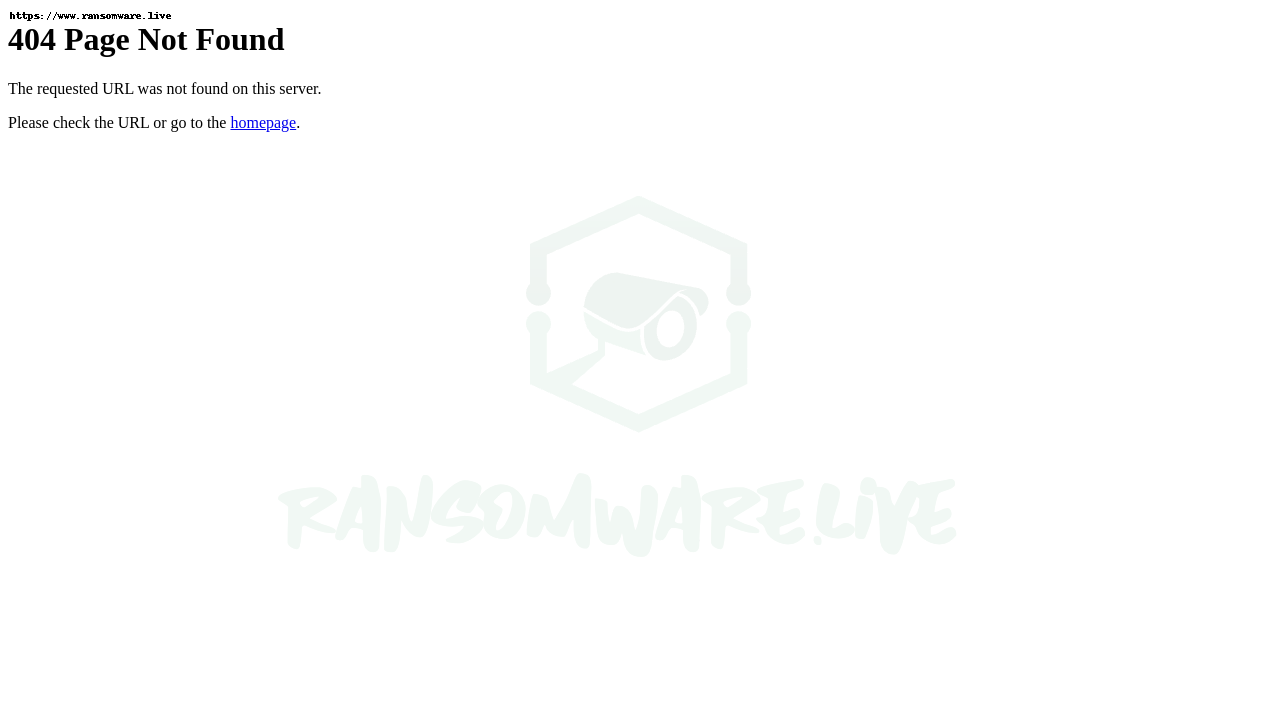 https://www.ransomware.live
404 Page Not Found
The requested URL was not found on this server.
Please check the URL or go to the homepage.
RANSOMWARE.LIVE